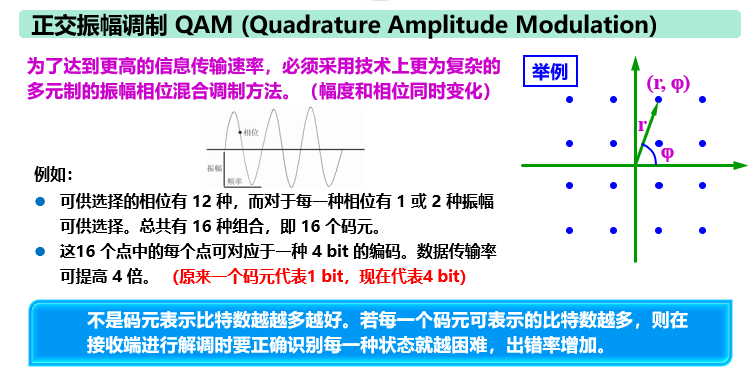 正交振幅调制 QAM (Quadrature Amplitude Modulation)
为了达到更高的信息传输速率，必须采用技术上更为复杂的
多元制的振幅相位混合调制方法。（幅度和相位同时变化）
举例
(r, φ)
r
φ
相位
振幅
频率
例如：
可供选择的相位有 12 种，而对于每一种相位有 1 或 2 种振幅
可供选择。总共有 16 种组合，即 16 个码元。
这16 个点中的每个点可对应于一种 4 bit 的编码。数据传输率
可提高 4 倍。 (原来一个码元代表1 bit，现在代表4 bit)
不是码元表示比特数越越多越好。若每一个码元可表示的比特数越多，则在
接收端进行解调时要正确识别每一种状态就越困难，出错率增加。